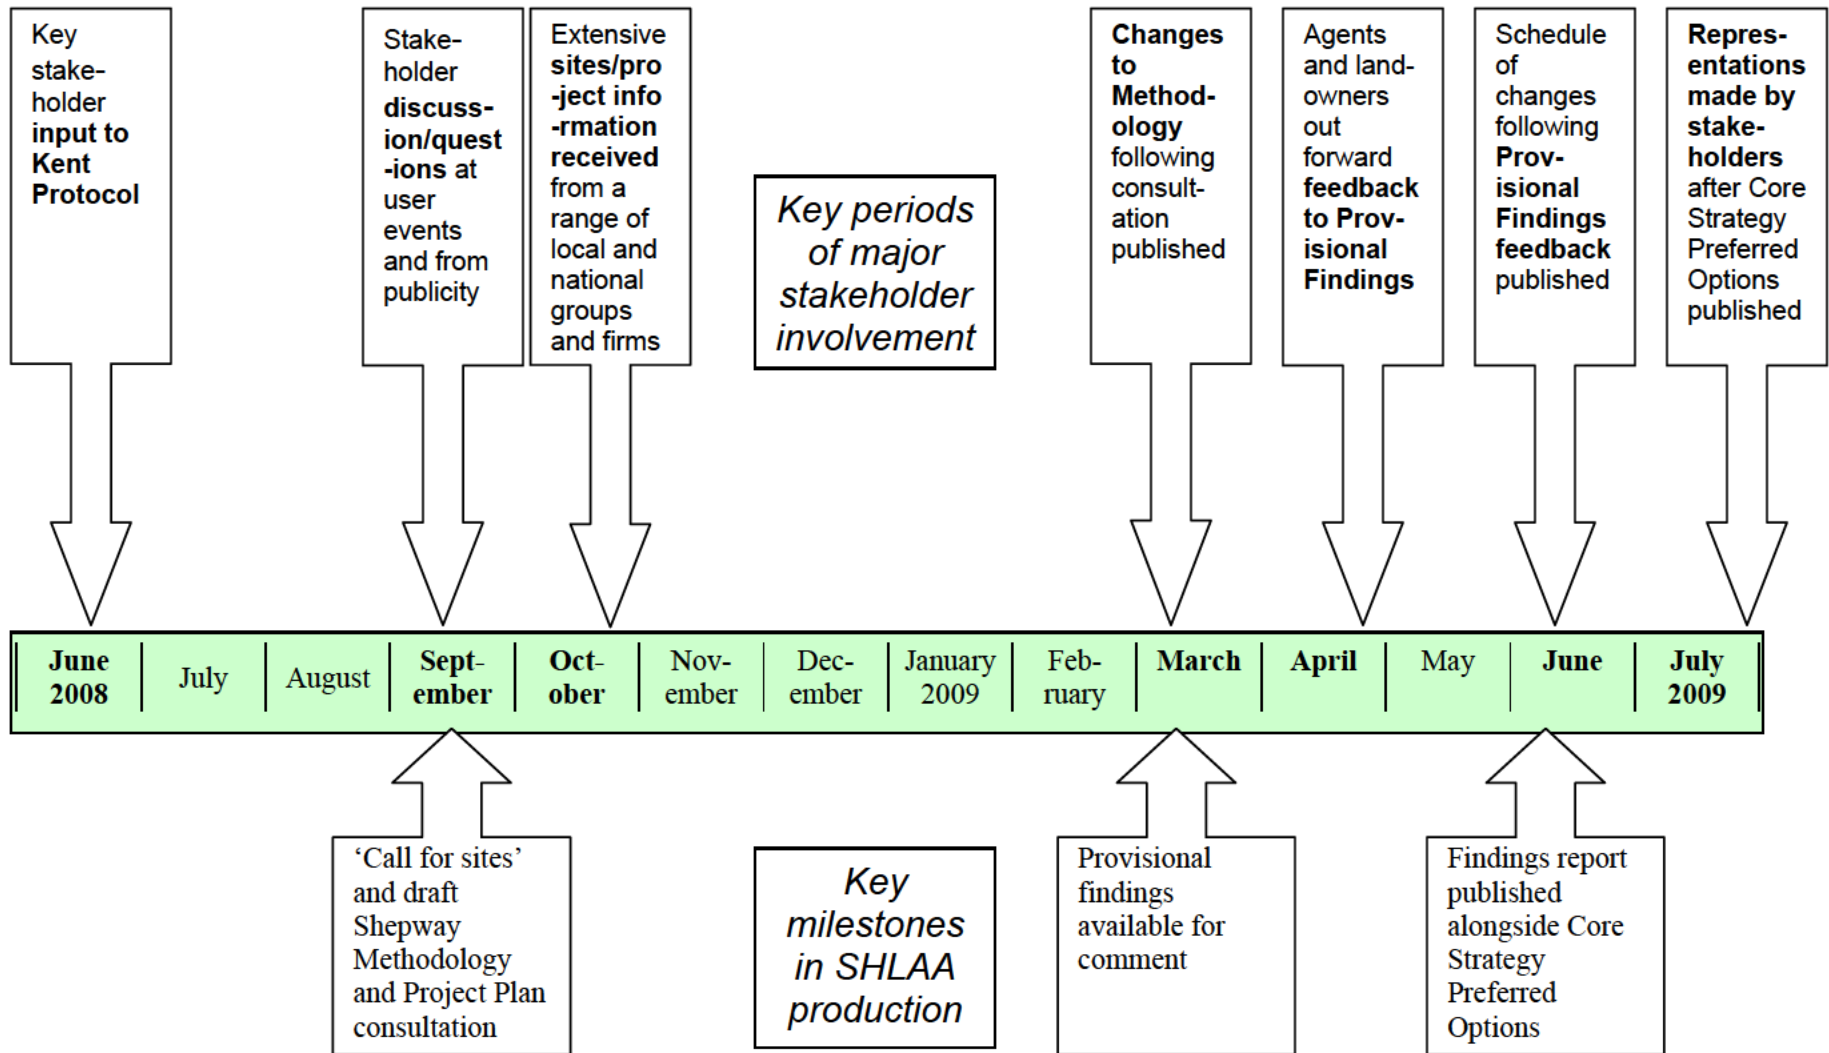 Key
stake-
holder
input to
Kent
Protocol
Stake-
holder
discuss-
ion/quest
-ions at
user
events
and from
publicity
Extensive
sites/pro
-ject info
-rmation
received
from a
range of
local and
national
groups
and firms
Key periods
of major
stakeholder
involvement
Changes
to
Method-
ology
following
consult-
ation
published
Agents
and land-
owners
out
forward
feedback
to Prov-
isional
Findings
Schedule
of
changes
following
Prov-
isional
Findings
feedback
published
Repres-
entations
made by
stake-
holders
after Core
Strategy
Preferred
Options
published
June
2008
July
August
Sept-
ember
Oct-
ober
Nov-
ember
Dec-
ember
January
2009
Feb-
ruary
March
April
May
June
July
2009
‘Call for sites’
and draft
Shepway
Methodology
and Project Plan
consultation
Key
milestones
in SHLAA
production
Provisional
findings
available for
comment
Findings report
published
alongside Core
Strategy
Preferred
Options